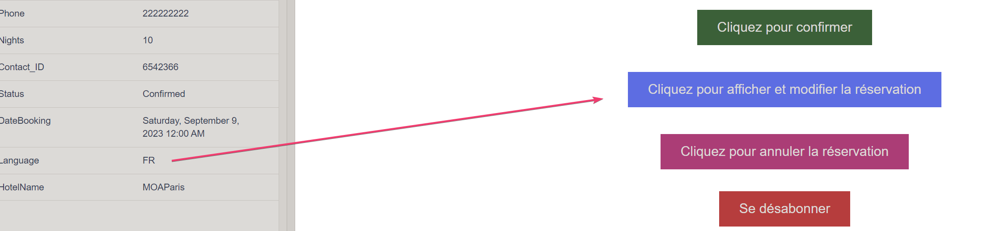 Phone 222222222
Nights 10
Contact_ID 6542366
Status Confirmed
DateBooking Saturday, September 9,
2023 12:00 AM
Language FR
HotelName MOAParis
Cliquez pour confirmer
Cliquez pour afficher et modifier la réservation
Cliquez pour annuler la réservation
Se désabonner